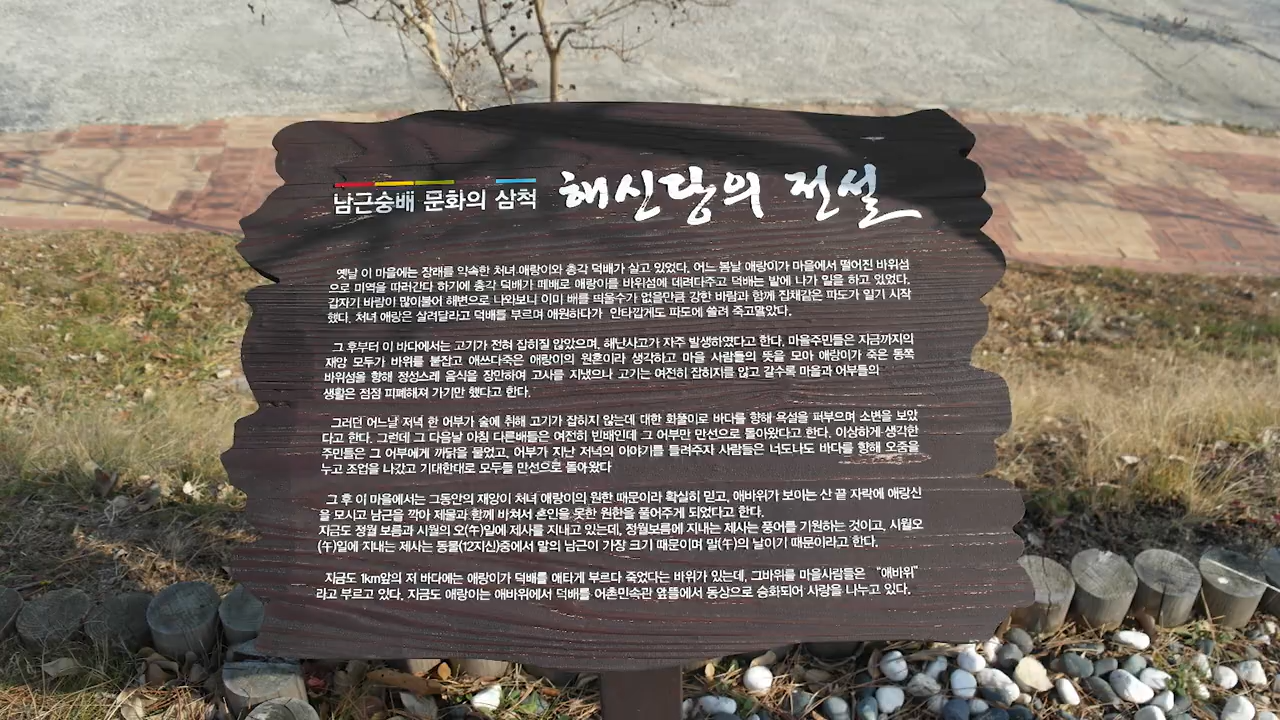 남근숭배 문화의 삼척 해신당의 전설
옛날 이 마을에는 장래를 약속한 처녀 애랑이와 총각 덕배가 살고 있었다. 어느 봄날 애랑이가 마을에서 떨어진 바위섬
으로 미역을 따러간다 하기에 총각 덕배가 떼배로 애랑이를 바위섬에 데려다주고 덕배는 밭에 나가 일을 하고 있었다.
갑자기 바람이 많이불어 해변으로 나와보니 이미 배를 띄울수가 없을만큼 강한 바람과 함께 집채같은 파도가 일기 시작
했다. 처녀 애랑은 살려달라고 덕배를 부르며 애원하다가 안타깝게도 파도에 쓸려 죽고말았다.
그 후부터 이 바다에서는 고기가 전혀 잡히질 않았으며, 해난사고가 자주 발생하였다고 한다. 마을주민들은 지금까지의
재앙 모두가 바위를 붙잡고 애쓰다죽은 애랑이의 원혼이라 생각하고 마을 사람들의 뜻을 모아 애랑이가 죽은 동쪽
바위섬을 향해 정성스레 음식을 장만하여 고사를 지냈으나 고기는 여전히 잡히지를 않고 갈수록 마을과 어부들의
생활은 점점 피폐해져 가기만 했다고 한다.
그러던 어느날 저녁 한 어부가 술에 취해 고기가 잡히지 않는데 대한 화풀이로 바다를 향해 욕설을 퍼부으며 소변을 보았
다고 한다. 그런데 그 다음날 아침 다른배들은 여전히 빈배인데 그 어부만 만선으로 돌아왔다고 한다. 이상하게 생각한
주민들은 그 어부에게 까닭을 물었고, 어부가 지난 저녁의 이야기를 들려주자 사람들은 너도나도 바다를 향해 오줌을
누고 조업을 나갔고 기대한대로 모두들 만선으로 돌아왔다
그 후 이 마을에서는 그동안의 재앙이 처녀 애랑이의 원한 때문이라 확실히 믿고, 애바위가 보이는 산 끝 자락에 애랑신
을 모시고 남근을 깍아 제물과 함께 바쳐서 혼인을 못한 원한을 풀어주게 되었다고 한다.
지금도 정월 보름과 시월의 오(午)일에 제사를 지내고 있는데, 정월보름에 지내는 제사는 풍어를 기원하는 것이고, 시월오
(午)일에 지내는 제사는 동물(12지신)중에서 말의 남근이 가장 크기 때문이며 말(午)의 날이기 때문이라고 한다.
지금도 1km앞의 저 바다에는 애랑이가 덕배를 애타게 부르다 죽었다는 바위가 있는데, 그바위를 마을사람들은 “애바위”
라고 부르고 있다. 지금도 애랑이는 애바위에서 덕배를 어촌민속관 옆뜰에서 동상으로 승화되어 사랑을 나누고 있다.